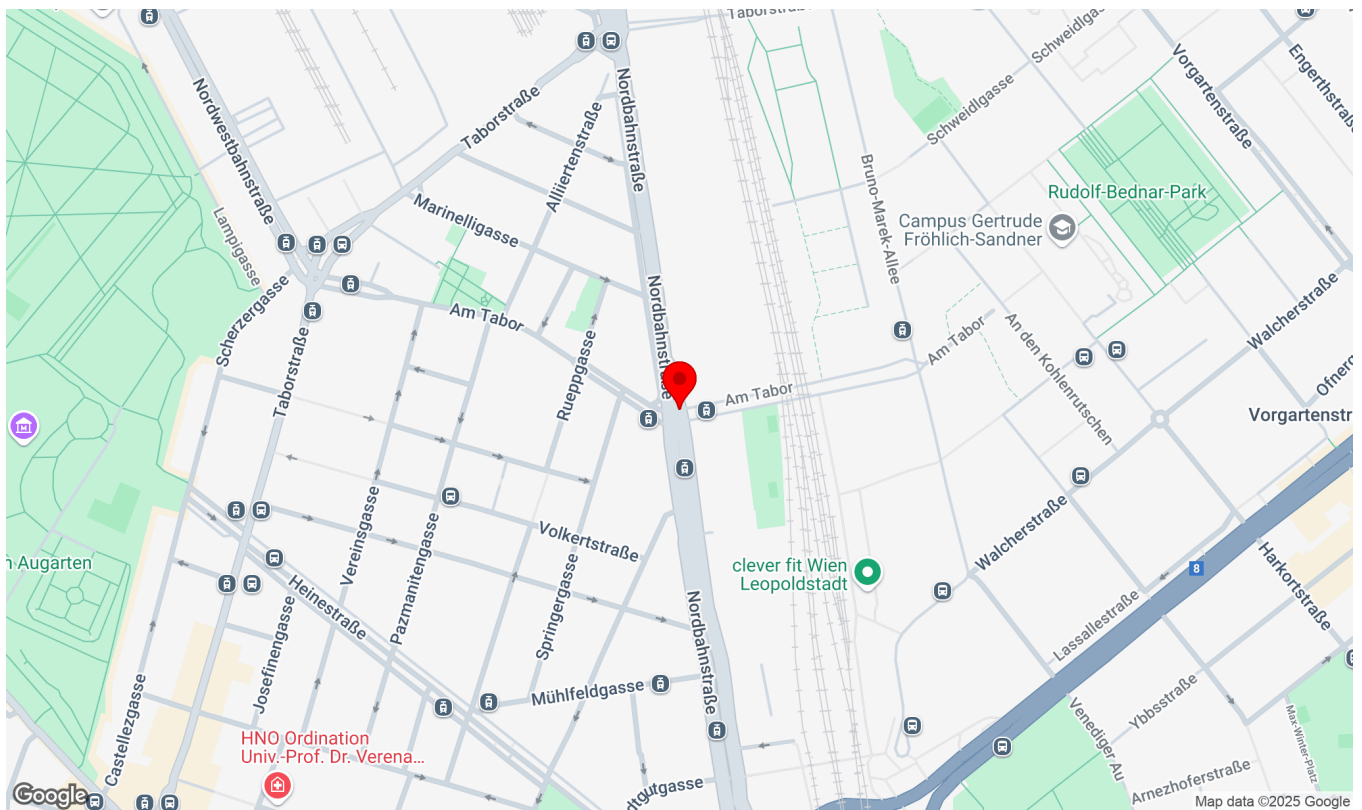 Taborstraße
Schweidlgasse
Vorgartenstraße
Engerthstraße
Nordwestbahnstraße
Taborstraße
Nordbahnstraße
Alliiertenstraße
Schweidlgasse
Bruno-Marek-Allee
Rudolf-Bednar-Park
Campus Gertrude
Fröhlich-Sandner
Lampigasse
Marinelligasse
Scherzergasse
Am Tabor
Nordbahnstraße
Rueppgasse
Am Tabor
An den Kohlenrutschen
Walcherstraße
Taborstraße
Am Tabor
Vorgartenstr
Augarten
Vereinsgasse
Pazmanitengasse
Volkertstraße
Springergasse
Heinestraße
clever fit Wien
Leopoldstadt
Walcherstraße
8
Harkortstraße
Lassallestraße
Josefinengasse
Nordbahnstraße
Mühlfeldgasse
Castellezgasse
HNO Ordination
Univ.-Prof. Dr. Verena...
Venediger Au
Ybbsstraße
Max-Winter-Platz
Arnezhoferstraße
Google
Map data ©2025 Google